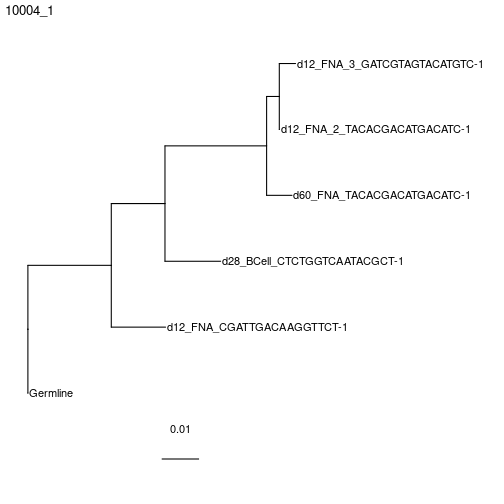 10004_1
d12_FNA_3_GATCGTAGTACATGTC-1
d12_FNA_2_TACACGACATGACATC-1
d60_FNA_TACACGACATGACATC-1
d28_BCell_CTCTGGTCAATACGCT-1
d12_FNA_CGATTGACAAGGTTCT-1
Germline
0.01